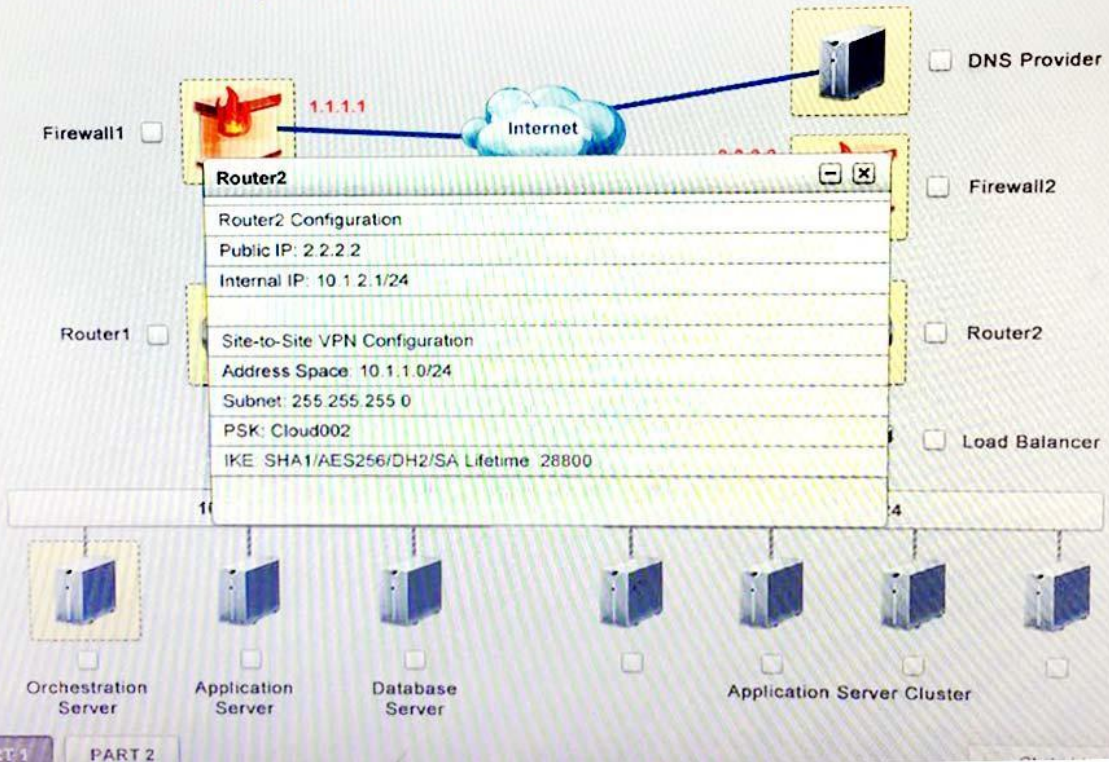 DNS Provider
1.1.1.1
Firewall1
Internet
Router2
Firewall2
Router2 Configuration
Public IP: 2.2.2.2
Internal IP: 10.1.2.1/24
Router1
Router2
Site-to-Site VPN Configuration
Address Space: 10.1.1.0/24
Subnet: 255.255.255.0
PSK: Cloud002
Load Balancer
IKE: SHA1/AES256/DH2/SA Lifetime: 28800
Orchestration Server
Application Server
Database Server
Application Server Cluster
PART 2